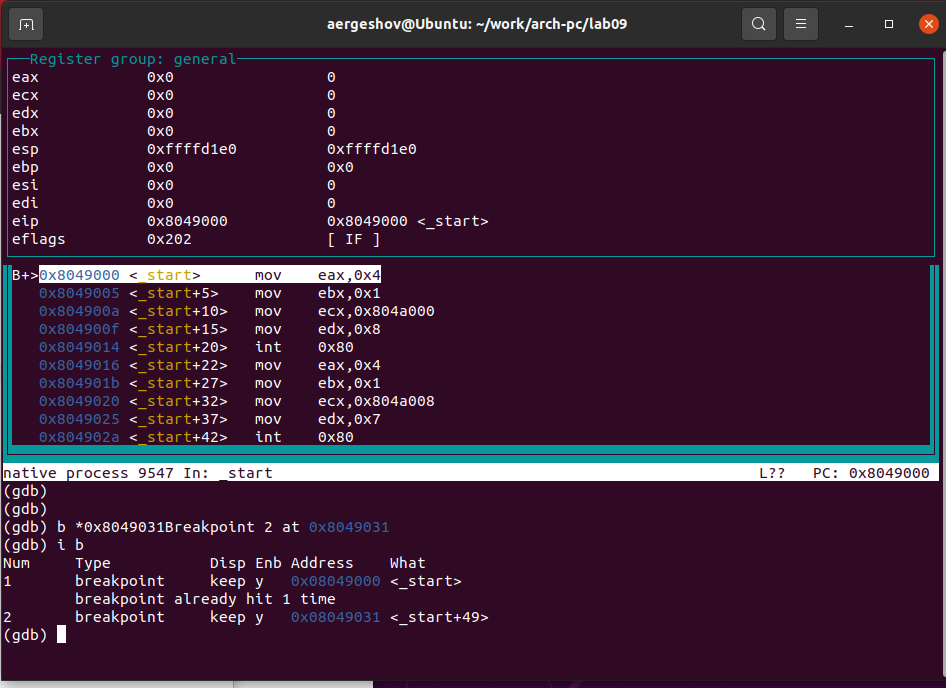 aergeshov@Ubuntu: ~/work/arch-pc/lab09
Register group: general
eax 0x0 0
ecx 0x0 0
edx 0x0 0
ebx 0x0 0
esp 0xffffd1e0 0xffffd1e0
ebp 0x0 0x0
esi 0x0 0
edi 0x0 0
eip 0x8049000 0x8049000 <_start>
eflags 0x202 [ IF ]
B+>0x8049000 <_start> mov eax,0x4
0x8049005 <_start+5> mov ebx,0x1
0x804900a <_start+10> mov ecx,0x804a000
0x804900f <_start+15> mov edx,0x8
0x8049014 <_start+20> int 0x80
0x8049016 <_start+22> mov eax,0x4
0x804901b <_start+27> mov ebx,0x1
0x8049020 <_start+32> mov ecx,0x804a008
0x8049025 <_start+37> mov edx,0x7
0x804902a <_start+42> int 0x80
native process 9547 In: _start L?? PC: 0x8049000
(gdb)
(gdb)
(gdb) b *0x8049031Breakpoint 2 at 0x8049031
(gdb) i b
Num Type Disp Enb Address What
1 breakpoint keep y 0x08049000 <_start>
breakpoint already hit 1 time
2 breakpoint keep y 0x08049031 <_start+49>
(gdb)